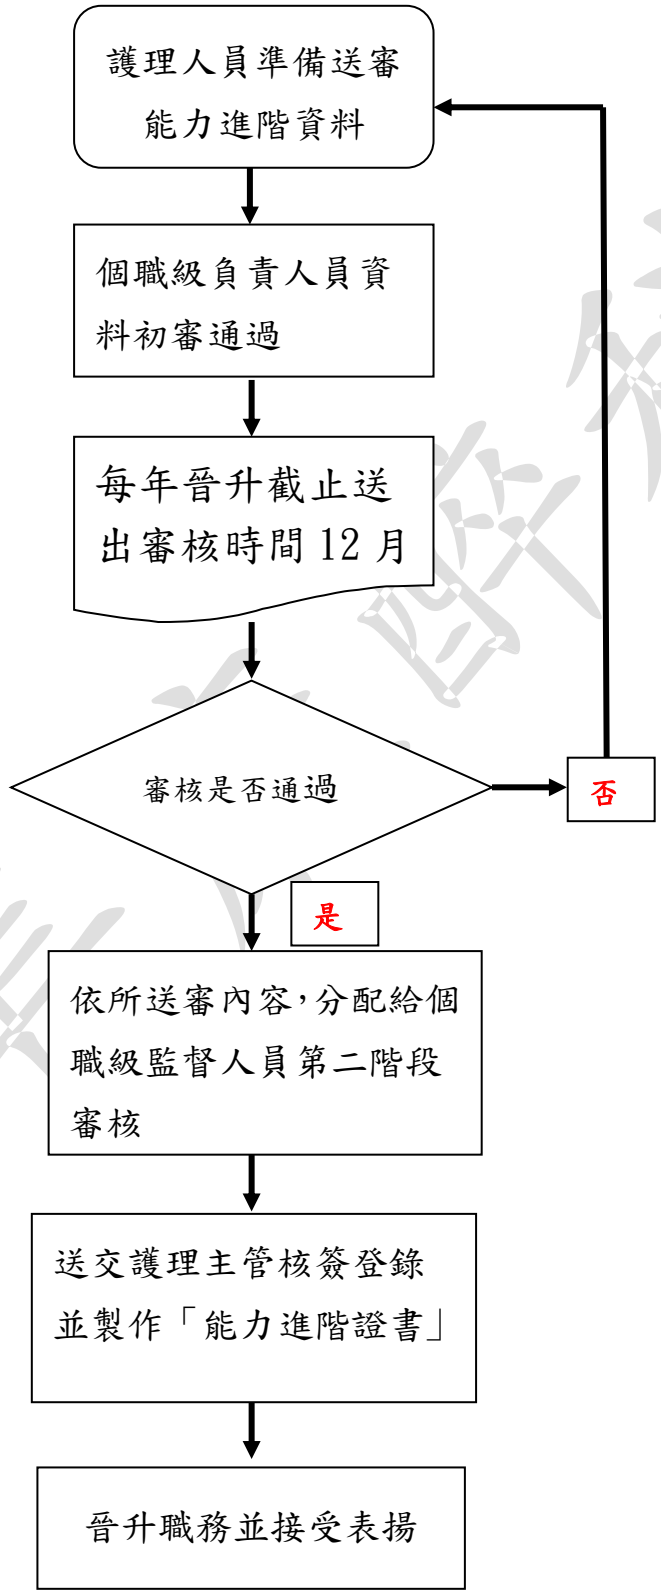 護理人員準備送審
能力進階資料
個職級負責人員資
料初審通過
每年晉升截止送
出審核時間12月
審核是否通過
否
是
依所送審內容，分配給個
職級監督人員第二階段
審核
送交護理主管核簽登錄
並製作「能力進階證書」
晉升職務並接受表揚